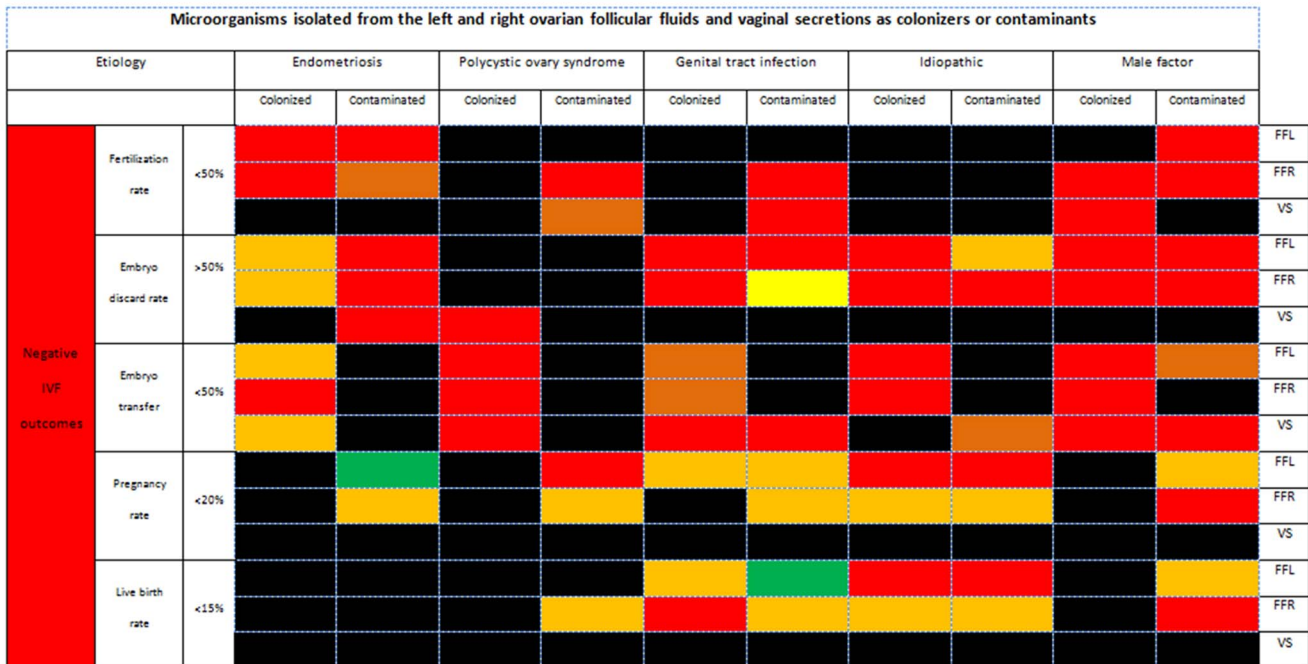 Microorganisms isolated from the left and right ovarian follicular fluids and vaginal secretions as colonizers or contaminants
Etiology Endometriosis Polycystic ovary syndrome Genital tract infection Idiopathic Male factor
Colonized Contaminated Colonized Contaminated Colonized Contaminated Colonized Contaminated Colonized Contaminated
Negative
IVF
outcomes
Fertilization
rate
<50%
FFL
FFR
VS
Embryo
discard rate
>50%
FFL
FFR
VS
Embryo
transfer
<50%
FFL
FFR
VS
Pregnancy
rate
<20%
FFL
FFR
VS
Live birth
rate
<15%
FFL
FFR
VS